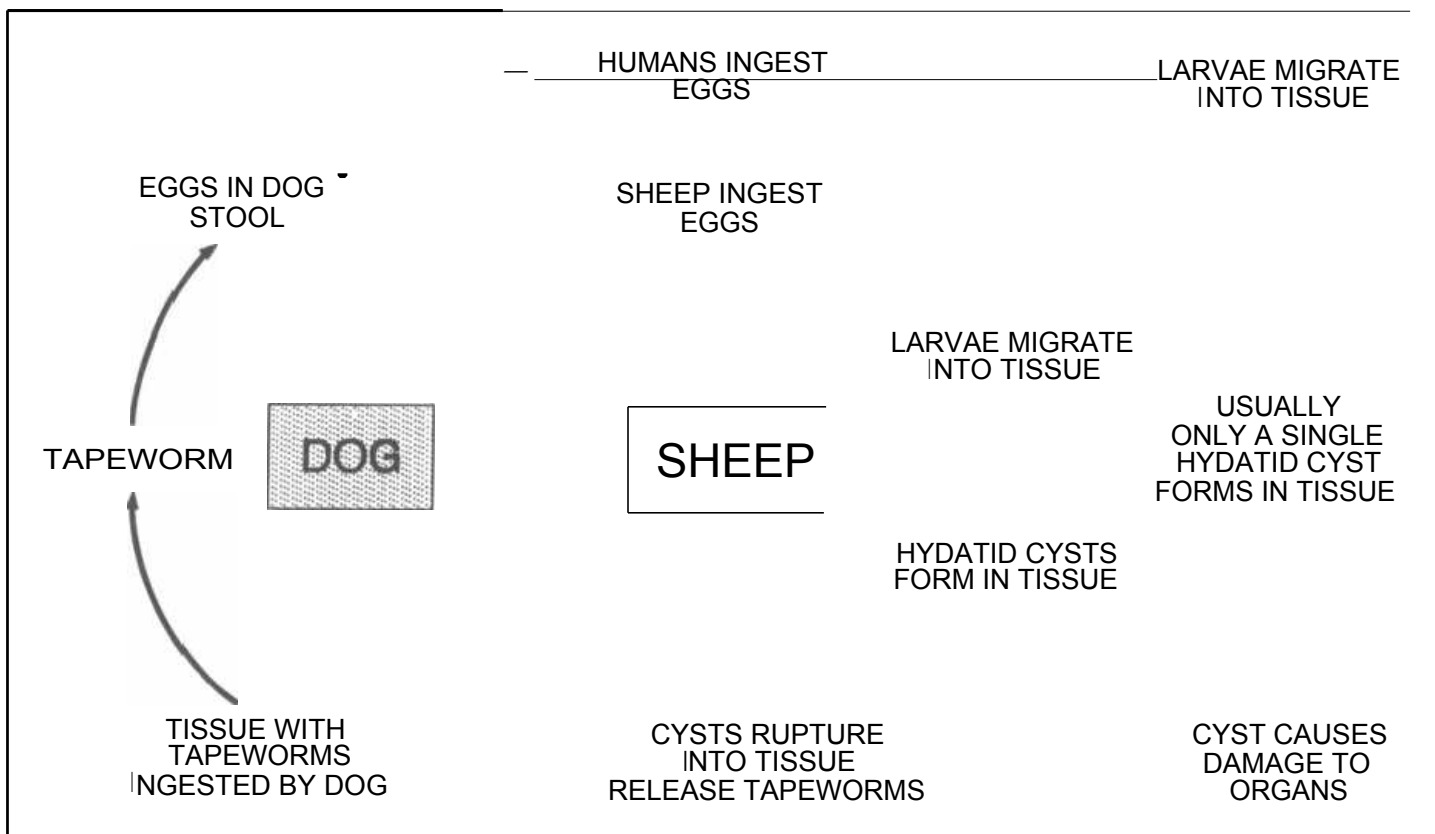 HUMANS INGEST
EGGS
LARVAE MIGRATE
INTO TISSUE
EGGS IN DOG
STOOL
SHEEP INGEST
EGGS
LARVAE MIGRATE
INTO TISSUE
TAPEWORM
DOG
SHEEP
USUALLY
ONLY A SINGLE
HYDATID CYST
FORMS IN TISSUE
HYDATID CYSTS
FORM IN TISSUE
TISSUE WITH
TAPEWORMS
INGESTED BY DOG
CYSTS RUPTURE
INTO TISSUE
RELEASE TAPEWORMS
CYST CAUSES
DAMAGE TO
ORGANS